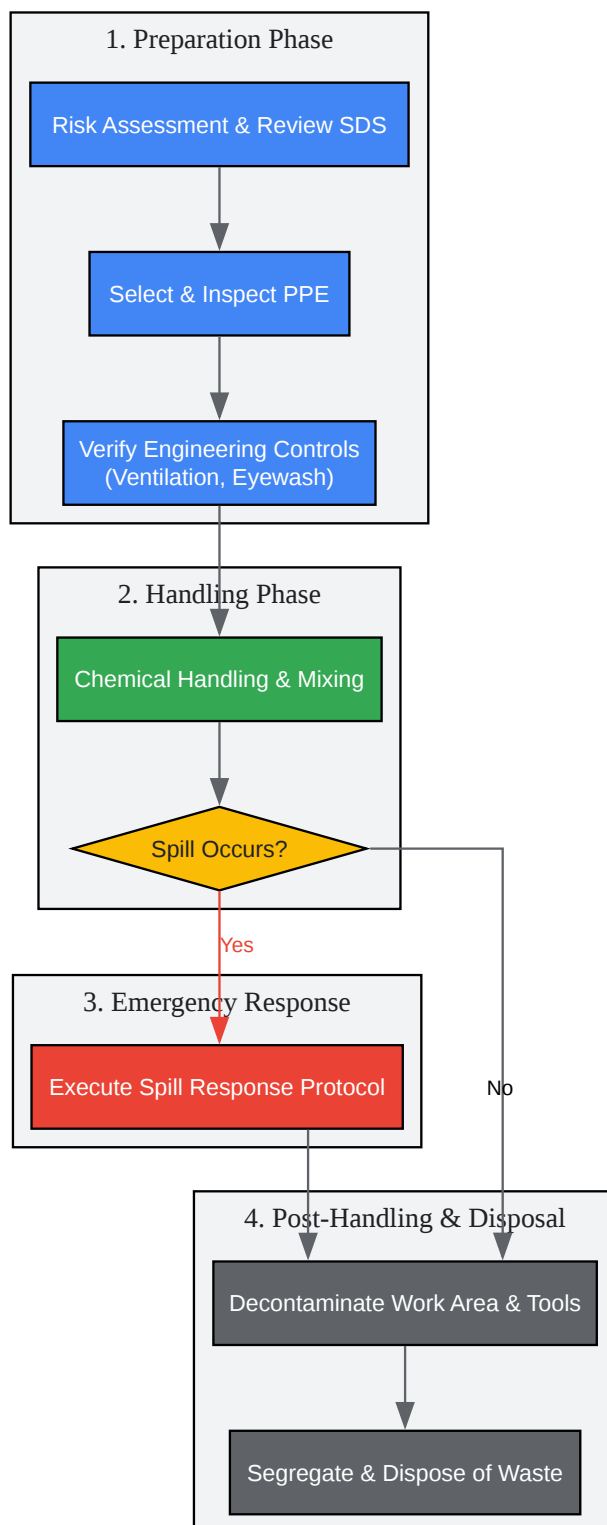 1. Preparation Phase
Risk Assessment & Review SDS
Select & Inspect PPE
Verify Engineering Controls
(Ventilation, Eyewash)
2. Handling Phase
Chemical Handling & Mixing
Spill Occurs?
Yes
3. Emergency Response
Execute Spill Response Protocol
No
4. Post-Handling & Disposal
Decontaminate Work Area & Tools
Segregate & Dispose of Waste